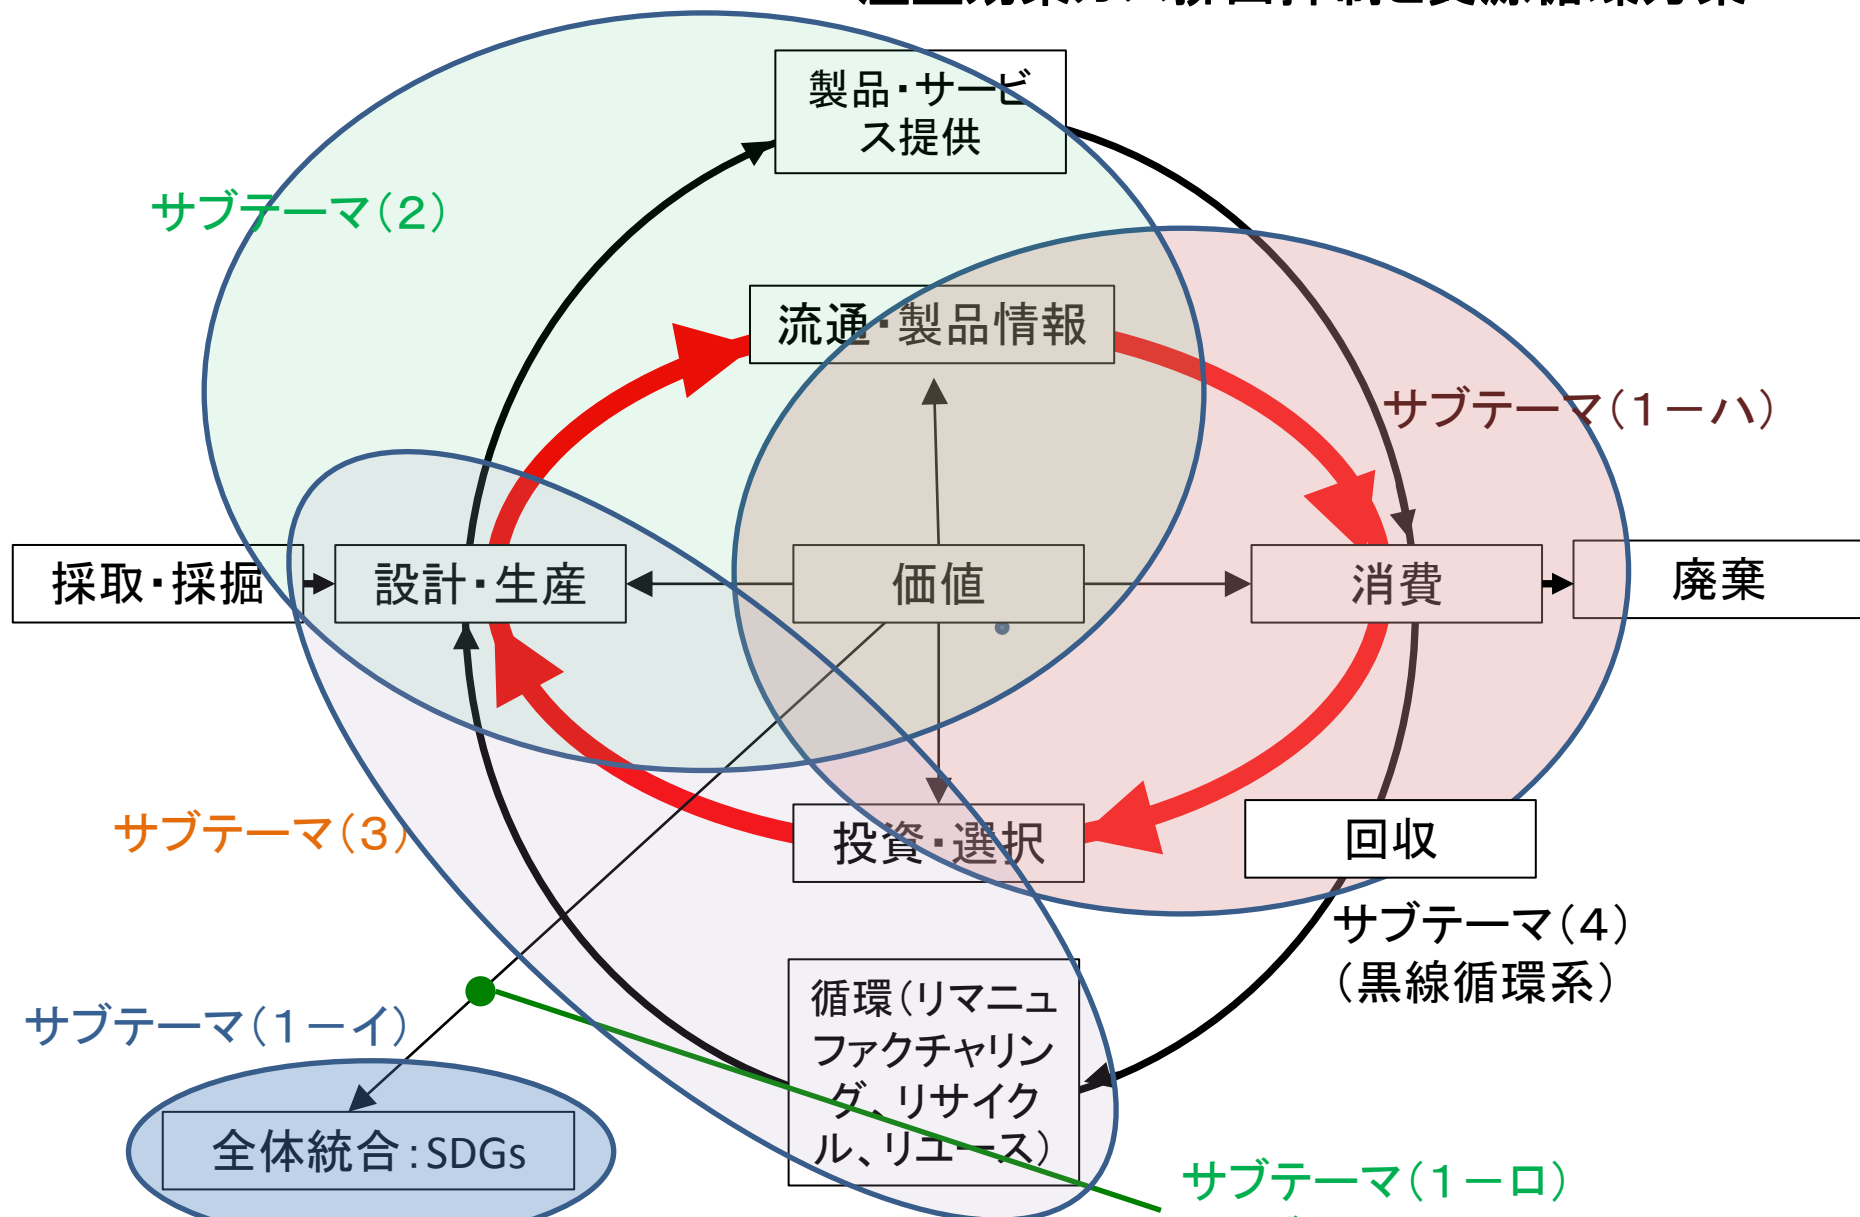 製品・サービ
ス提供
サブテーマ(2)
流通・製品情報
サブテーマ(1-ハ)
採取・採掘
設計・生産
価値
消費
廃棄
サブテーマ(3)
投資・選択
回収
サブテーマ(4)
(黒線循環系)
循環(リマニュ
ファクチャリン
グ、リサイク
ル、リユース)
サブテーマ(1-イ)
全体統合:SDGs
サブテーマ(1-ロ)